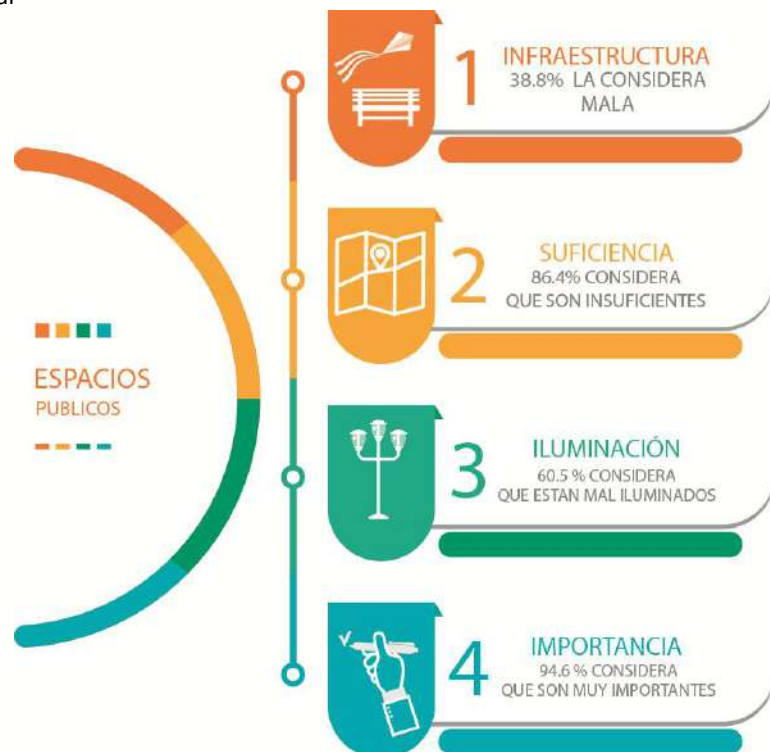 ESPACIOS
PUBLICOS
1
INFRAESTRUCTURA
38.8% LA CONSIDERA
MALA
2
SUFICIENCIA
86.4% CONSIDERA
QUE SON INSUFICIENTES
3
ILUMINACIÓN
60.5 % CONSIDERA
QUE ESTAN MAL ILUMINADOS
4
IMPORTANCIA
94.6 % CONSIDERA
QUE SON MUY IMPORTANTES